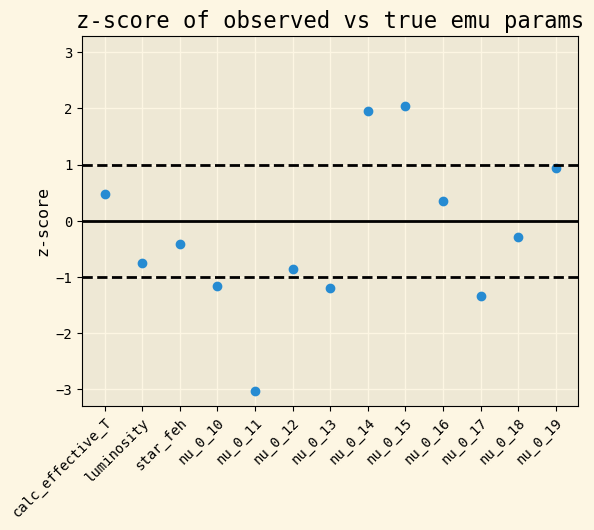 z-score of observed vs true emu params
z-score
3
2
1
0
−1
−2
−3
calc_effective_T
luminosity
star_feh
nu_0_10
nu_0_11
nu_0_12
nu_0_13
nu_0_14
nu_0_15
nu_0_16
nu_0_17
nu_0_18
nu_0_19